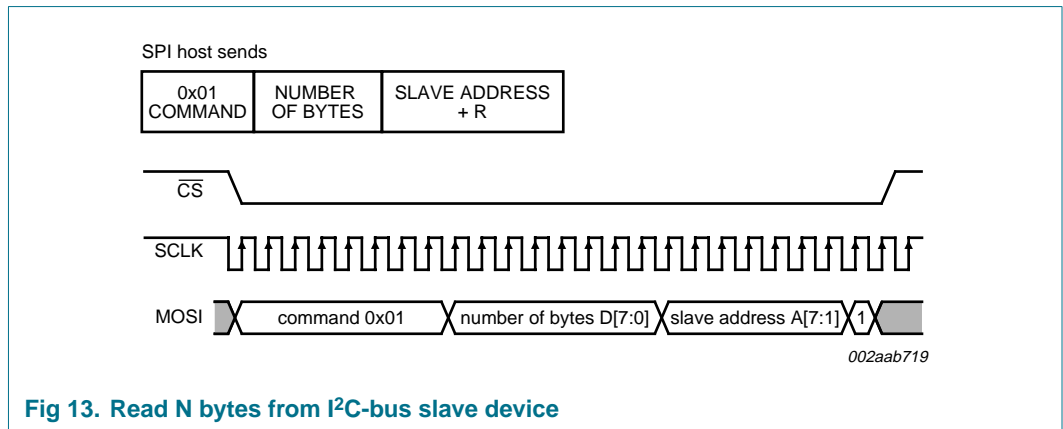 SPI host sends
0x01 COMMAND
NUMBER OF BYTES
SLAVE ADDRESS + R
CS
SCLK
MOSI
command 0x01
number of bytes D[7:0]
slave address A[7:1]
1
002aab719
Fig 13. Read N bytes from I²C-bus slave device